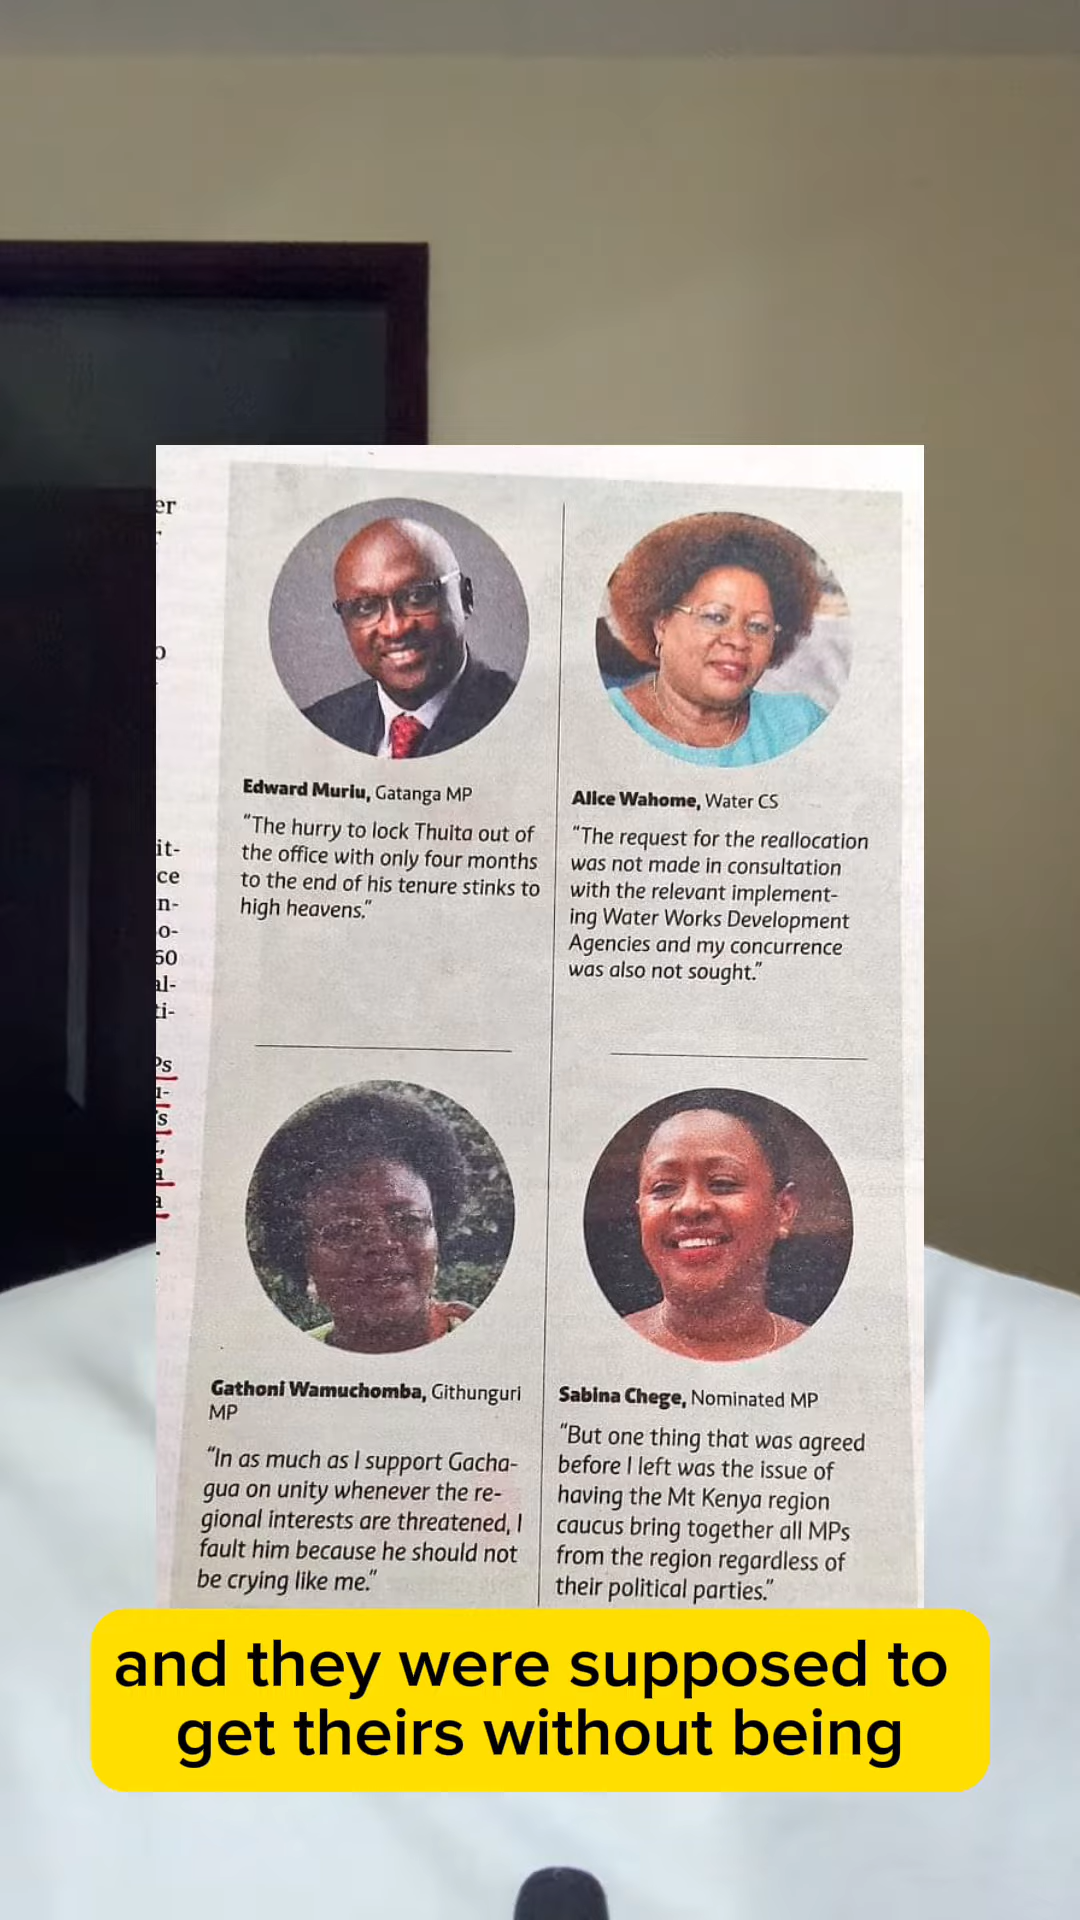 er
it-
ce
n-
o-
al-
ti-
Edward Muriu, Gatanga MP
“The hurry to lock Thuita out of
the office with only four months
to the end of his tenure stinks to
high heavens.”
Alice Wahome, Water CS
“The request for the reallocation
was not made in consultation
with the relevant implement-
ing Water Works Development
Agencies and my concurrence
was also not sought.”
Gathoni Wamuchomba, Githunguri
MP
“In as much as I support Gacha-
gua on unity whenever the re-
gional interests are threatened, I
fault him because he should not
be crying like me.”
Sabina Chege, Nominated MP
“But one thing that was agreed
before I left was the issue of
having the Mt Kenya region
caucus bring together all MPs
from the region regardless of
their political parties.”
and they were supposed to
get theirs without being